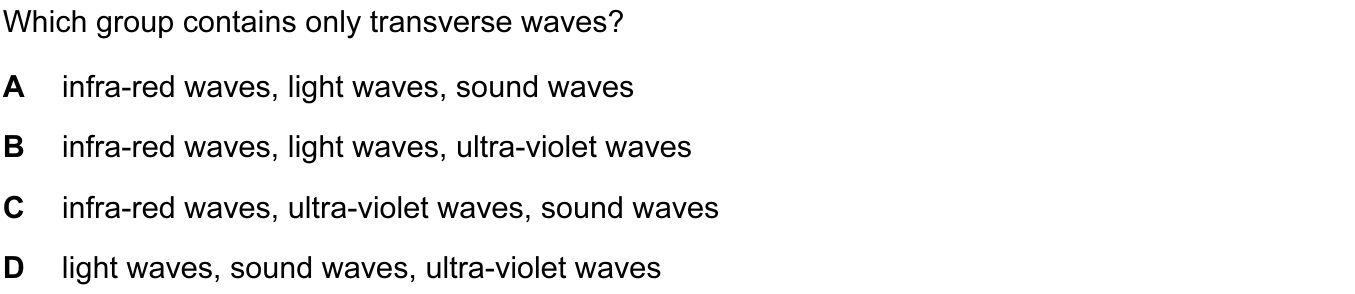 Which group contains only transverse waves?
A infra-red waves, light waves, sound waves
B infra-red waves, light waves, ultra-violet waves
C infra-red waves, ultra-violet waves, sound waves
D light waves, sound waves, ultra-violet waves